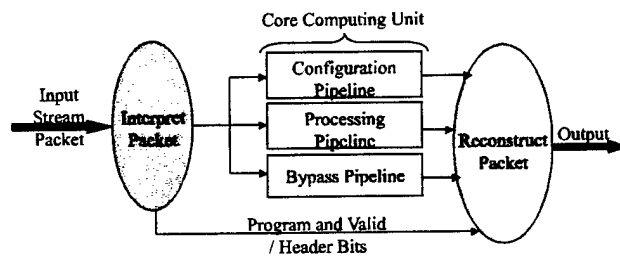 Core Computing Unit
Input
Stream
Packet
Interpret
Packet
Configuration
Pipeline
Processing
Pipeline
Bypass Pipeline
Reconstruct
Packet
Output
Program and Valid
/ Header Bits